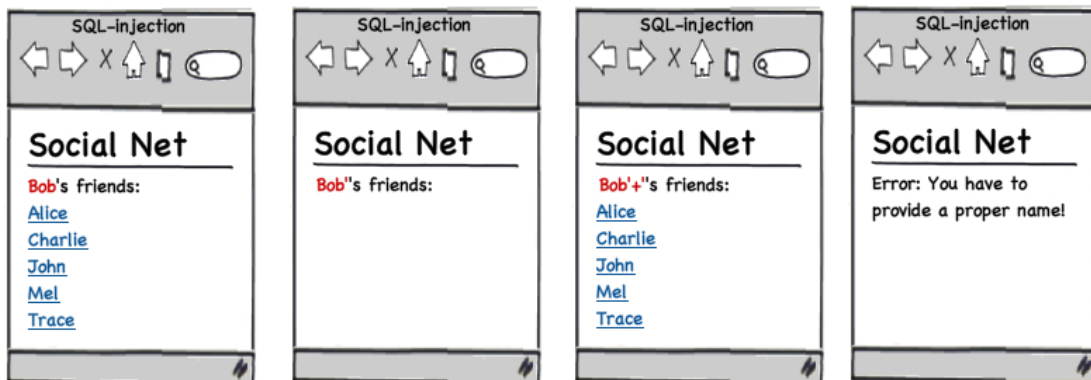 SQL-injection
Social Net
Bob's friends:
Alice
Charlie
John
Mel
Trace
SQL-injection
Social Net
Bob''s friends:
SQL-injection
Social Net
Bob'+''s friends:
Alice
Charlie
John
Mel
Trace
SQL-injection
Social Net
Error: You have to
provide a proper name!